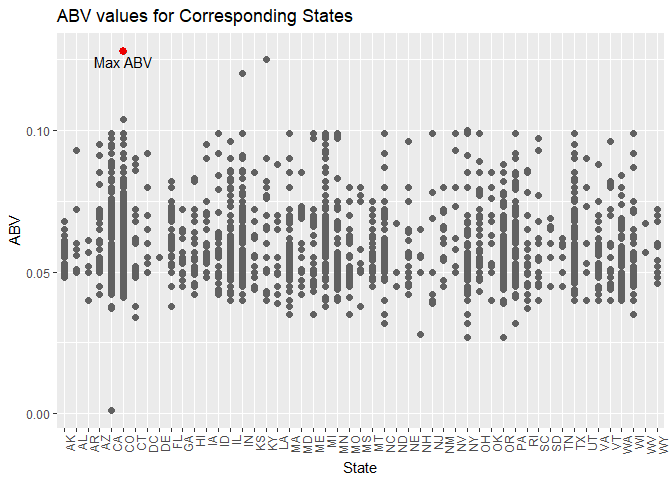 ABV values for Corresponding States
Max ABV
0.10
0.05
0.00
ABV
AK AL AR AZ CA CO CT DC DE FL GA HI IA ID IL IN KS KY LA MA MD ME MI MN MO MS MT NC ND NE NH NJ NM NV NY OH OK OR PA RI SC SD TN TX UT VA VT WA WI WV WY
State